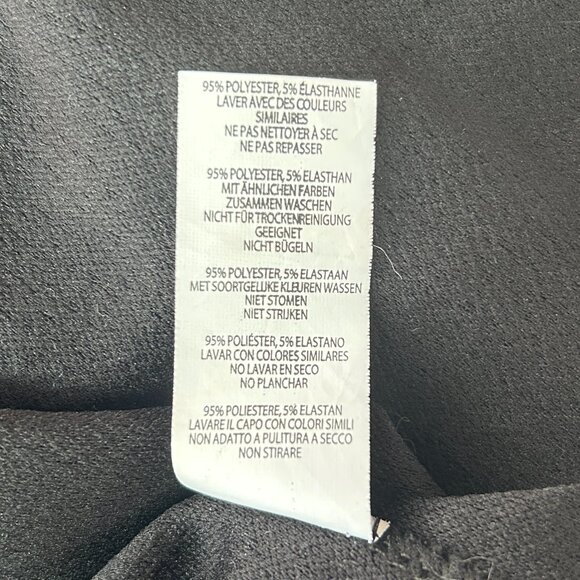 95% POLYESTER, 5% ÉLASTHANNE
LAVER AVEC DES COULEURS
SIMILAIRES
NE PAS NETTOYER À SEC
NE PAS REPASSER
95% POLYESTER, 5% ELASTHAN
MIT ÄHNLICHEN FARBEN
ZUSAMMEN WASCHEN
NICHT FÜR TROCKENREINIGUNG
GEEIGNET
NICHT BÜGELN
95% POLYESTER, 5% ELASTAAN
MET SOORTGELIJKE KLEUREN WASSEN
NIET STOMEN
NIET STRIJKEN
95% POLIÉSTER, 5% ELASTANO
LAVAR CON COLORES SIMILARES
NO LAVAR EN SECO
NO PLANCHAR
95% POLIESTERE, 5% ELASTAN
LAVARE IL CAPO CON COLORI SIMILI
NON ADATTO A PULITURA A SECCO
NON STIRARE